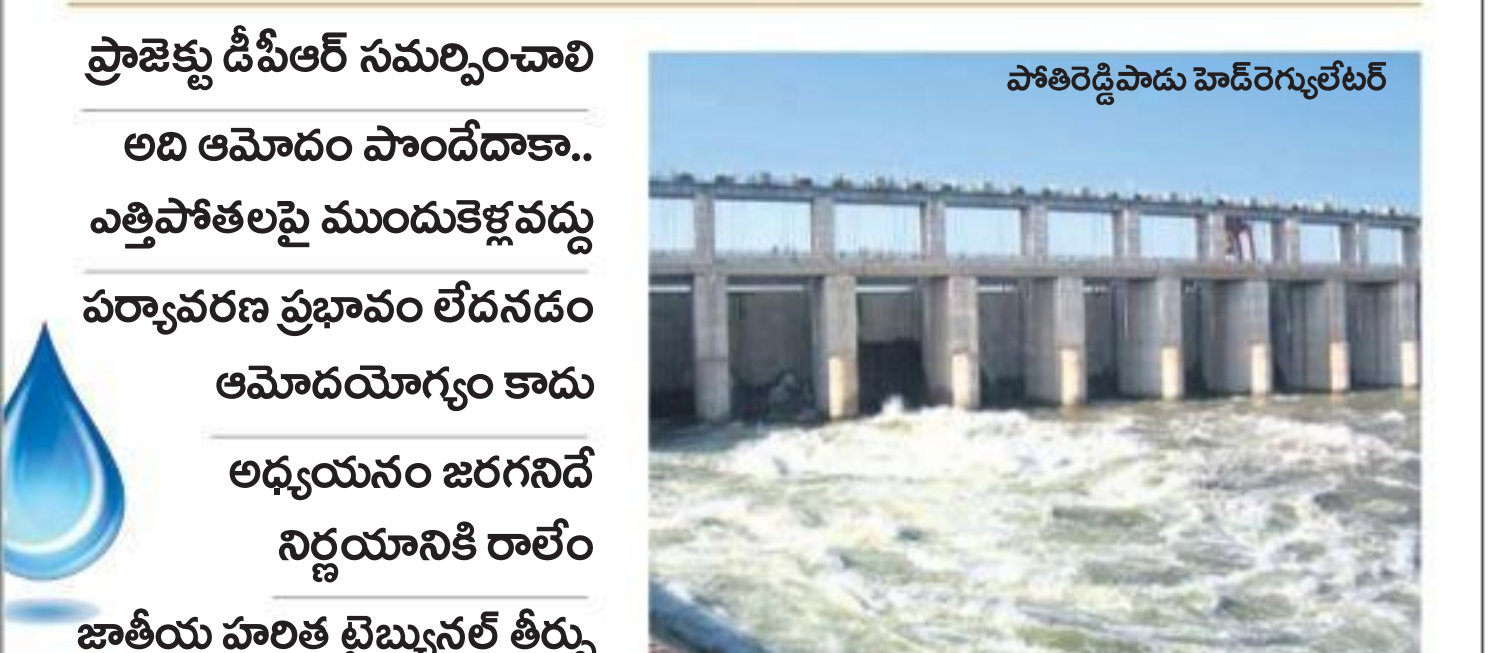 ప్రాజెక్టు డీపీఆర్ సమర్పించాలి
అది ఆమోదం పొందేదాకా..
ఎత్తిపోతలపై ముందుకెళ్లవద్దు
పర్యావరణ ప్రభావం లేదనడం
ఆమోదయోగ్యం కాదు
అధ్యయనం జరగనిదే
నిర్ణయానికి రాలేం
జాతీయ హరిత ట్రైబ్యునల్ తీర్పు
పోతిరెడ్డిపాడు హెడ్‌రెగ్యులేటర్